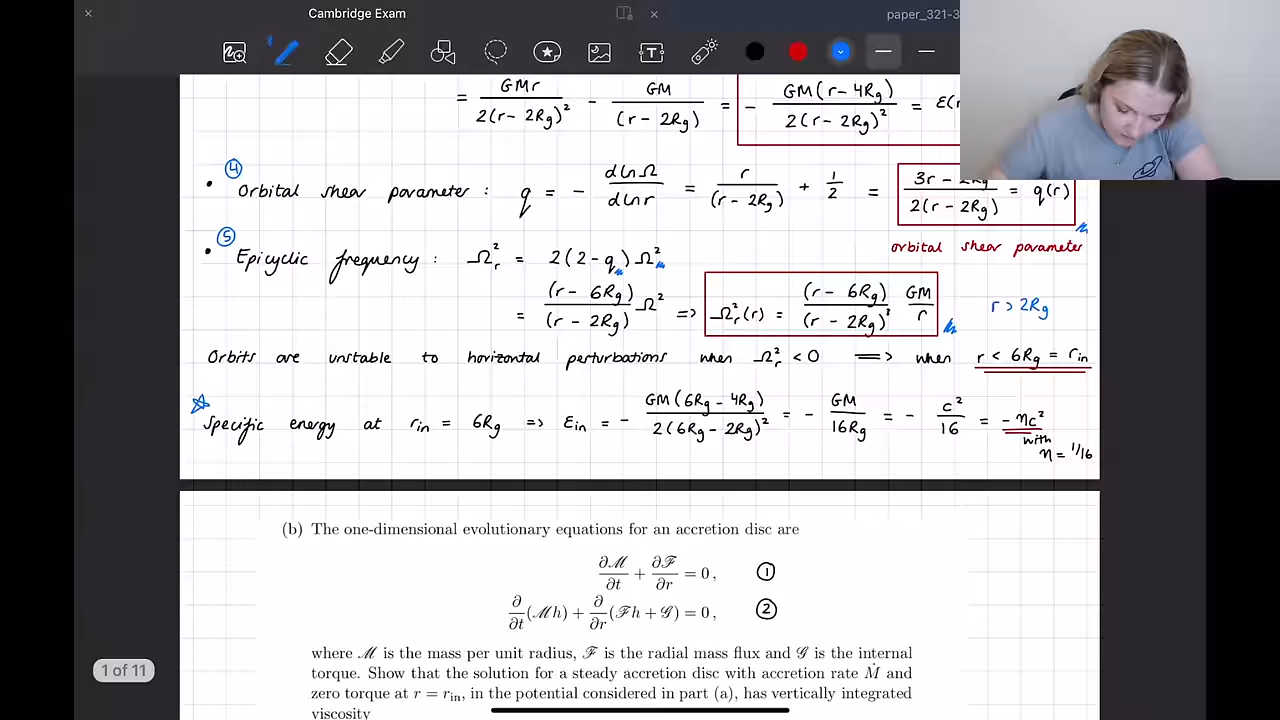 Cambridge Exam
paper_321-3
= GMr / 2(r - 2Rg)² - GM / (r - 2Rg) = - GM(r - 4Rg) / 2(r - 2Rg)² = ε(r
④
• Orbital shear parameter : q = - dlnΩ / dlnr = r / (r - 2Rg) + 1/2 = 3r - 2Rg / 2(r - 2Rg) = q(r)
orbital shear parameter
⑤
• Epicyclic frequency : Ωr² = 2(2-q)Ω²
= (r - 6Rg) / (r - 2Rg) Ω² => Ωr²(r) = (r - 6Rg) / (r - 2Rg)³ GM / r
r > 2Rg
Orbits are unstable to horizontal perturbations when Ωr² < 0 => when r < 6Rg = rin
Specific energy at rin = 6Rg => εin = - GM(6Rg - 4Rg) / 2(6Rg - 2Rg)² = - GM / 16Rg = - c² / 16 = - ηc²
with
η = 1/16
(b) The one-dimensional evolutionary equations for an accretion disc are
∂ℳ/∂t + ∂ℱ/∂r = 0 , ①
∂/∂t (ℳh) + ∂/∂r (ℱh + 𝒢) = 0 , ②
where ℳ is the mass per unit radius, ℱ is the radial mass flux and 𝒢 is the internal
torque. Show that the solution for a steady accretion disc with accretion rate Ṁ and
zero torque at r = rin, in the potential considered in part (a), has vertically integrated
viscosity
1 of 11